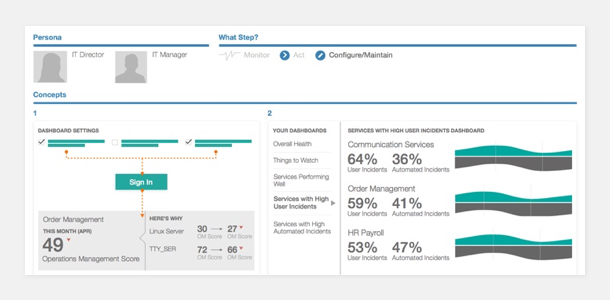 Persona
What Step?
IT Director
IT Manager
Monitor
Act
Configure/Maintain
Concepts
1
2
DASHBOARD SETTINGS
Sign In
Order Management
THIS MONTH (APR)
49
Operations Management Score
HERE'S WHY
Linux Server
30 → 27
OM Score OM Score
TTY_SER
72 → 66
OM Score OM Score
YOUR DASHBOARDS
Overall Health
Things to Watch
Services Performing
Well
Services with High
User Incidents
Services with High
Automated Incidents
SERVICES WITH HIGH USER INCIDENTS DASHBOARD
Communication Services
64% 36%
User Incidents Automated Incidents
Order Management
59% 41%
User Incidents Automated Incidents
HR Payroll
53% 47%
User Incidents Automated Incidents